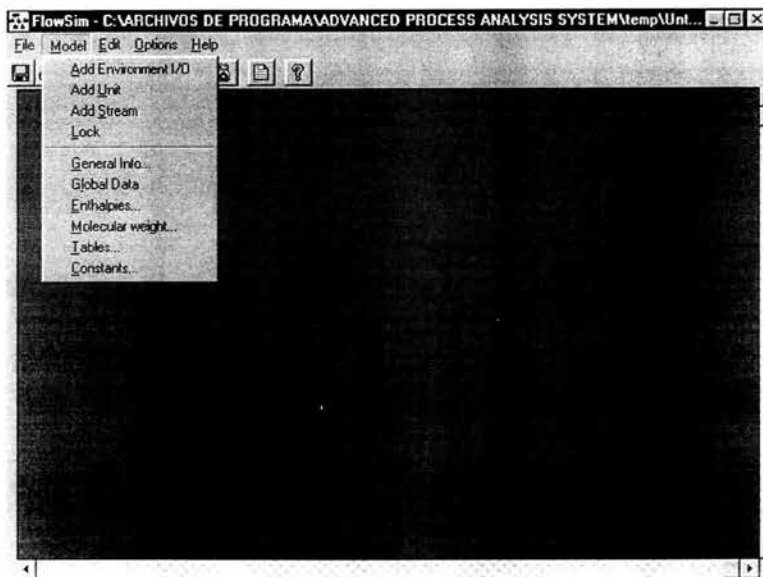 FlowSim - C:\ARCHIVOS DE PROGRAMA\ADVANCED PROCESS ANALYSIS SYSTEM\temp\Unt...
File Model Edit Options Help
Add Environment I/O
Add Unit
Add Stream
Lock
General Info...
Global Data
Enthalpies...
Molecular weight...
Tables...
Constants...